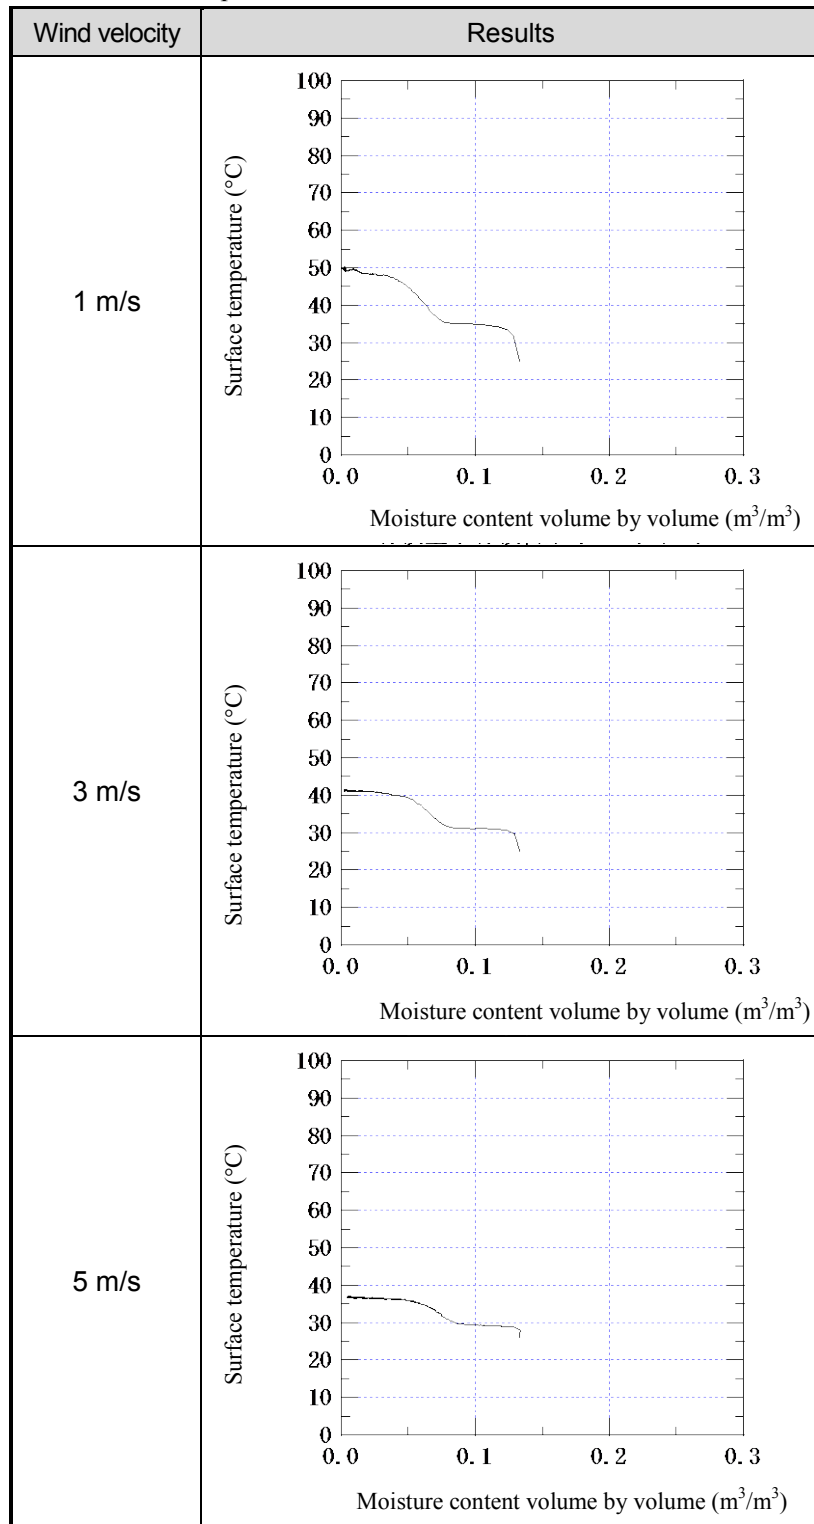 Wind velocity
Results
1 m/s
Surface temperature (°C)
100
90
80
70
60
50
40
30
20
10
0
0.0 0.1 0.2 0.3
Moisture content volume by volume (m³/m³)
3 m/s
Surface temperature (°C)
100
90
80
70
60
50
40
30
20
10
0
0.0 0.1 0.2 0.3
Moisture content volume by volume (m³/m³)
5 m/s
Surface temperature (°C)
100
90
80
70
60
50
40
30
20
10
0
0.0 0.1 0.2 0.3
Moisture content volume by volume (m³/m³)